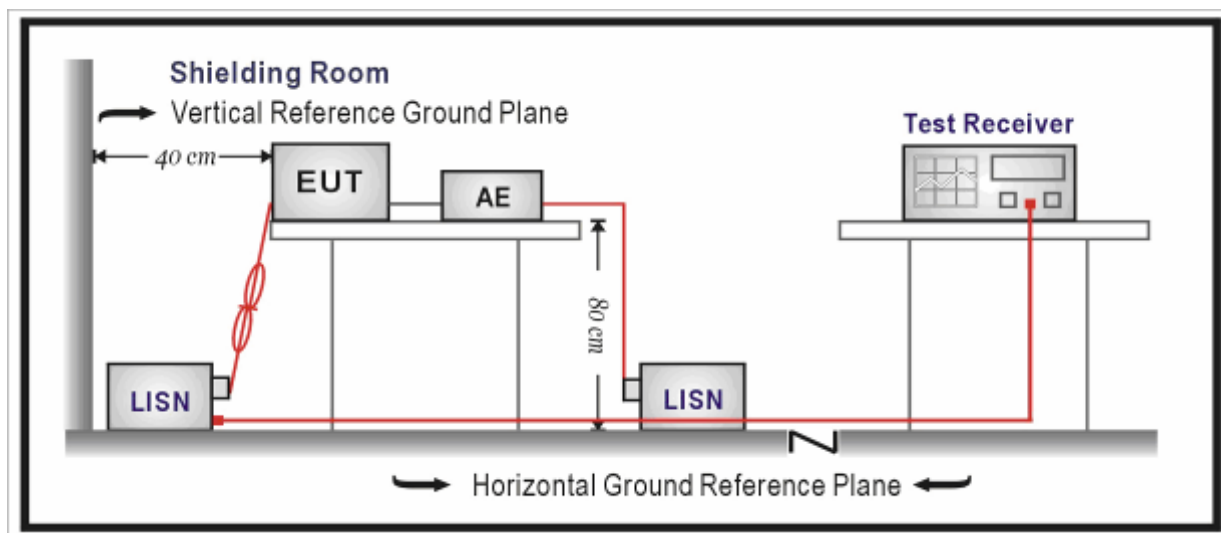 Shielding Room
Vertical Reference Ground Plane
Test Receiver
40 cm
EUT
AE
80 cm
LISN
LISN
Horizontal Ground Reference Plane